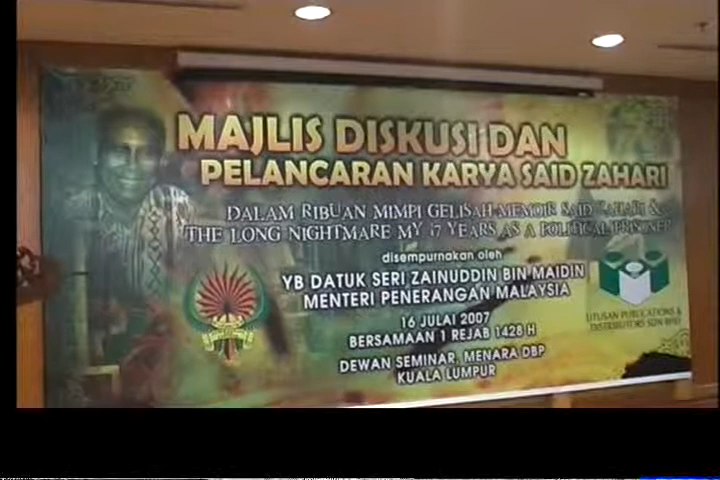 MAJLIS DISKUSI DAN
PELANCARAN KARYA SAID ZAHARI
DALAM RIBUAN MIMPI GELISAH-MEMOIR SAID ZAHARI &
THE LONG NIGHTMARE MY 17 YEARS AS A POLITICAL PRISONER
disempurnakan oleh
YB DATUK SERI ZAINUDDIN BIN MAIDIN
MENTERI PENERANGAN MALAYSIA
UTUSAN PUBLICATIONS &
DISTRIBUTORS SDN BHD
16 JULAI 2007
BERSAMAAN 1 REJAB 1428 H
DEWAN SEMINAR, MENARA DBP
KUALA LUMPUR